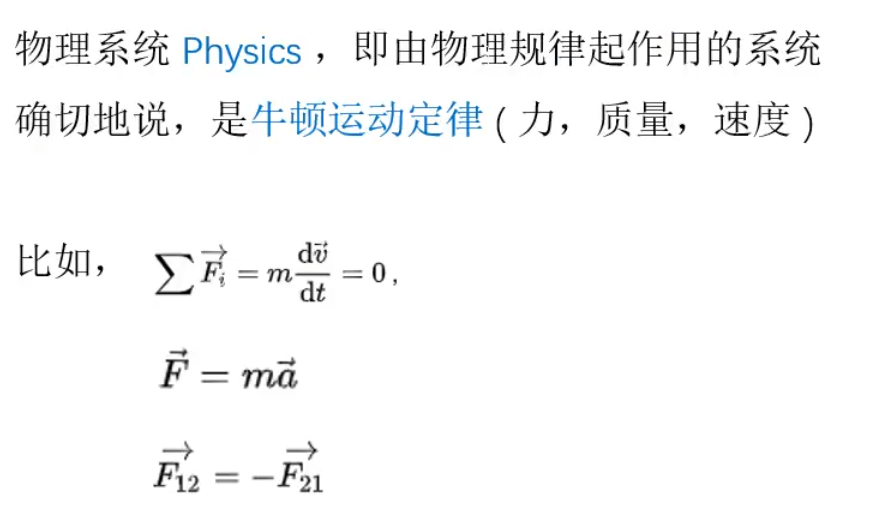 物理系统 Physics ，即由物理规律起作用的系统
确切地说，是牛顿运动定律 ( 力，质量，速度 )
比如， $\sum \overrightarrow{F_i} = m\frac{\mathrm{d}\vec{v}}{\mathrm{d}t} = 0$ ,
$\vec{F} = m\vec{a}$
$\overrightarrow{F_{12}} = -\overrightarrow{F_{21}}$